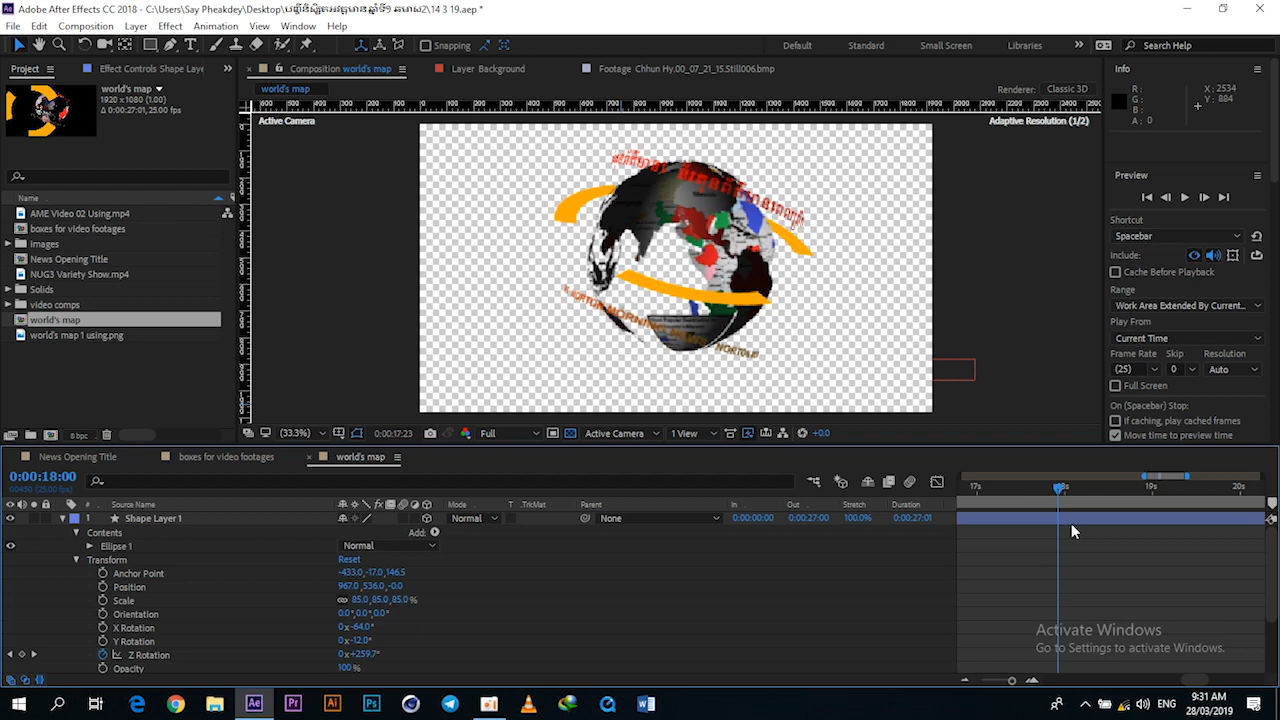 Adobe After Effects CC 2018 - C:\Users\Say Pheakdey\Desktop\
19\14 3 19.aep *
File Edit Composition Layer Effect Animation View Window Help
Snapping
Default Standard Small Screen Libraries
Search Help
Project
Effect Controls Shape Laye
Composition world's map
Layer Background
Footage Chhun Hy.00_07_21_15.Still006.bmp
Info
world's map
1920 x 1080 (1.00)
Δ 0:00:27:01, 25.00 fps
world's map
Renderer: Classic 3D
R:
G:
B:
A: 0
X: 2534
Y: 884
Active Camera
Adaptive Resolution (1/2)
Preview
Name
AME Video 02 Using.mp4
boxes for video footages
images
News Opening Title
NUG3 Variety Show.mp4
Solids
video comps
world's map
world's map 1 using.png
Shortcut
Spacebar
Include:
Cache Before Playback
Range
Work Area Extended By Current...
Play From
Current Time
Frame Rate Skip Resolution
(25) 0 Auto
Full Screen
On (Spacebar) Stop:
If caching, play cached frames
Move time to preview time
8 bpc
(33.3%)
0:00:17:23
Full
Active Camera
1 View
+0.0
News Opening Title
boxes for video footages
world's map
0:00:18:00
00450 (25.00 fps)
17s 18s 19s 20s
Source Name
Mode T .TrkMat Parent In Out Stretch Duration
1 Shape Layer 1 Normal None 0:00:00:00 0:00:27:00 100.0% 0:00:27:01
Contents Add:
Ellipse 1 Normal
Transform Reset
Anchor Point -433.0,-17.0,146.5
Position 967.0,536.0,-0.0
Scale 85.0,85.0,85.0%
Orientation 0.0°,0.0°,0.0°
X Rotation 0x-64.0°
Y Rotation 0x-12.0°
Z Rotation 0x+259.7°
Opacity 100%
Activate Windows
Go to Settings to activate Windows.
ENG
9:31 AM
28/03/2019